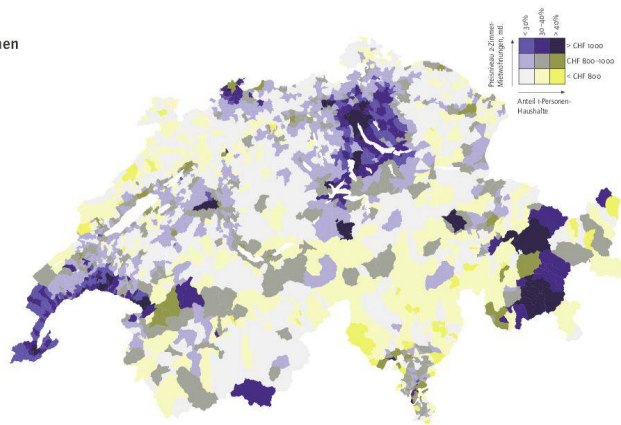 nen
< 30%
30–40%
> 40%
> CHF 1000
CHF 800–1000
< CHF 800
Preisniveau 2-Zimmer-
Mietwohnungen, mtl.
Anteil 1-Personen-
Haushalte